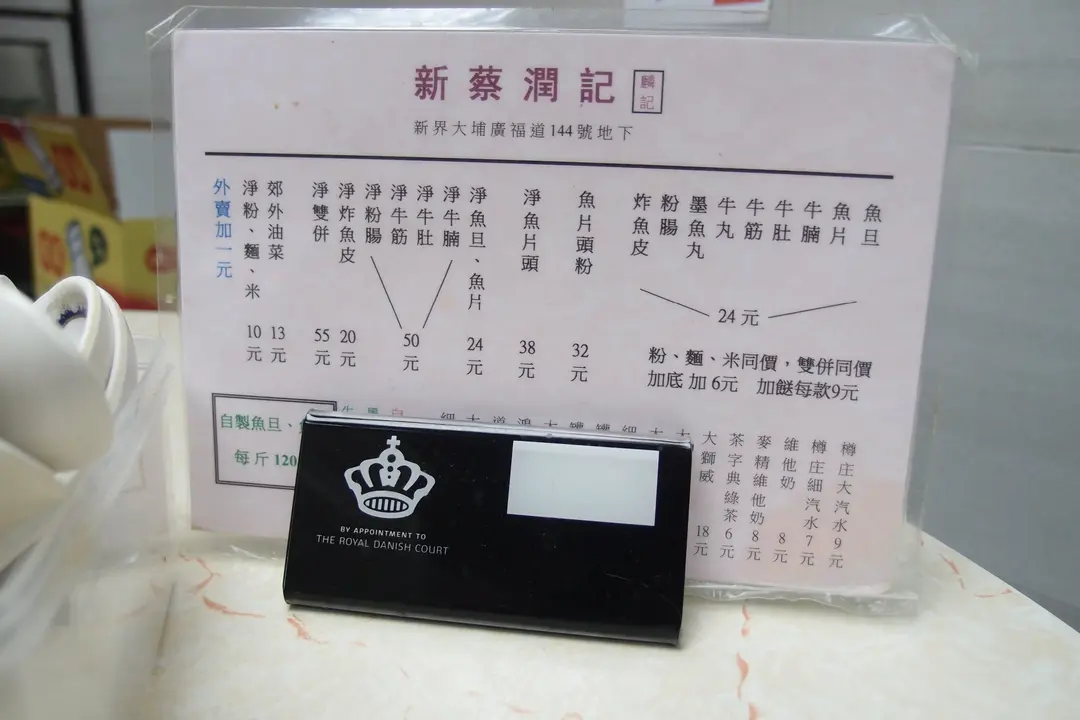 新蔡潤記
麟記
新界大埔廣福道144號地下
魚旦
魚片
牛腩
牛肚
牛筋
牛丸
墨魚丸
粉腸
炸魚皮
24元
粉、麵、米同價，雙併同價
加底 加 6元 加餸每款9元
魚片頭粉 32元
淨魚片頭 38元
淨魚旦、魚片 24元
淨牛腩
淨牛肚
淨牛筋
淨粉腸
50元
淨炸魚皮 20元
淨雙併 55元
郊外油菜 13元
淨粉、麵、米 10元
外賣加一元
樽庄大汽水 9元
樽庄細汽水 7元
維他奶 8元
麥精維他奶 8元
茶字典綠茶 6元
大獅威 18元
自製魚旦、
每斤120
BY APPOINTMENT TO
THE ROYAL DANISH COURT